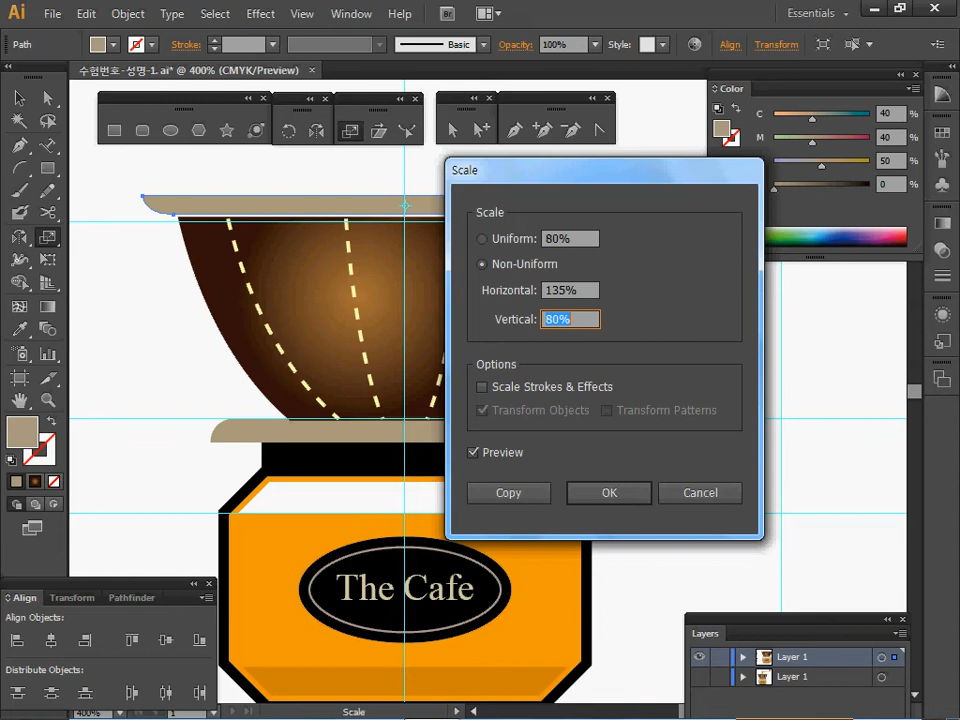 Ai File Edit Object Type Select Effect View Window Help Br Essentials
Path Stroke: Basic Opacity: 100% Style: Align Transform
수험번호-성명-1.ai* @ 400% (CMYK/Preview)
Color
C 40 %
M 40 %
50 %
0 %
Scale
Scale
Uniform: 80%
Non-Uniform
Horizontal: 135%
Vertical: 80%
Options
Scale Strokes & Effects
Transform Objects Transform Patterns
Preview
Copy OK Cancel
The Cafe
Align Transform Pathfinder
Align Objects:
Distribute Objects:
Layers
Layer 1
Layer 1
400% 1 Scale